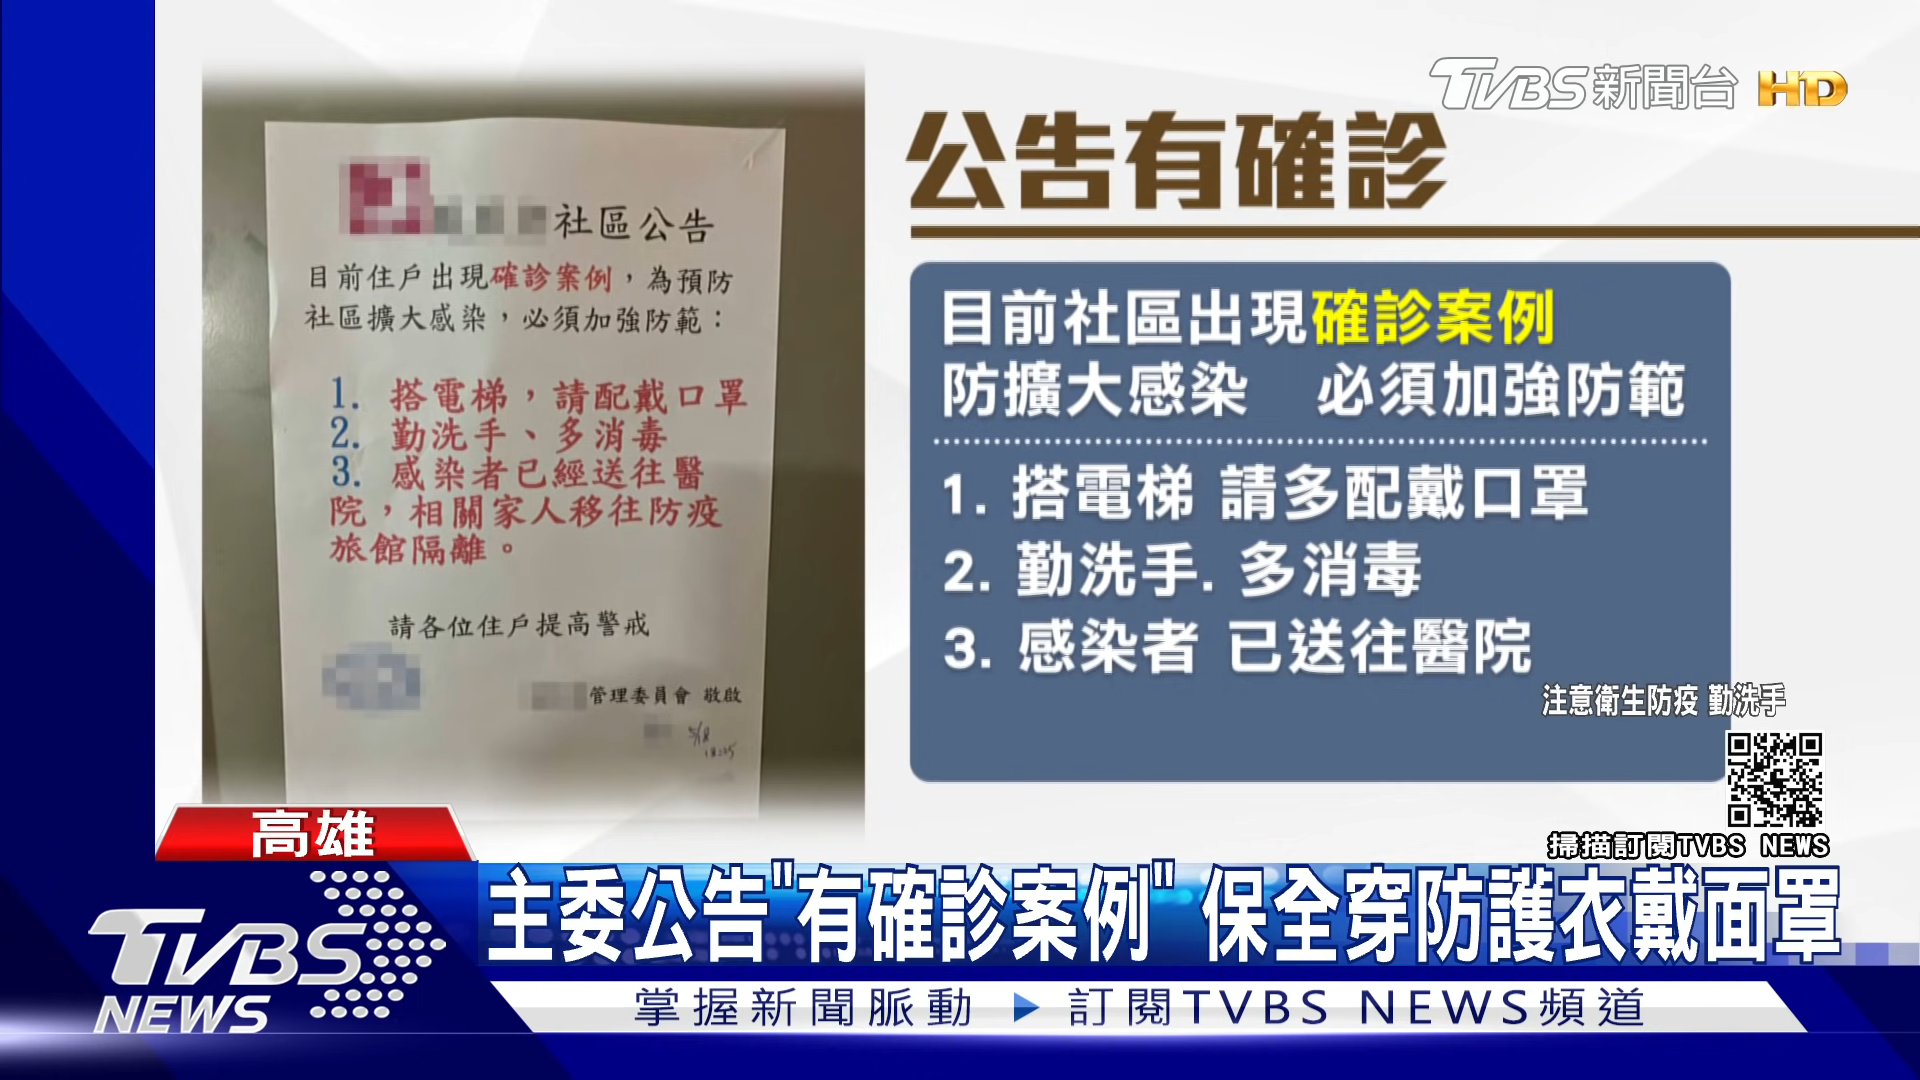 TVBS新聞台 HD
公告有確診
社區公告
目前住戶出現確診案例，為預防
社區擴大感染，必須加強防範：
1. 搭電梯，請配戴口罩
2. 勤洗手、多消毒
3. 感染者已經送往醫
院，相關家人移往防疫
旅館隔離。
請各位住戶提高警戒
管理委員會 敬啟
目前社區出現確診案例
防擴大感染 必須加強防範
1. 搭電梯 請多配戴口罩
2. 勤洗手. 多消毒
3. 感染者 已送往醫院
注意衛生防疫 勤洗手
掃描訂閱TVBS NEWS
高雄
主委公告"有確診案例" 保全穿防護衣戴面罩
TVBS
NEWS
掌握新聞脈動 ▶ 訂閱TVBS NEWS頻道